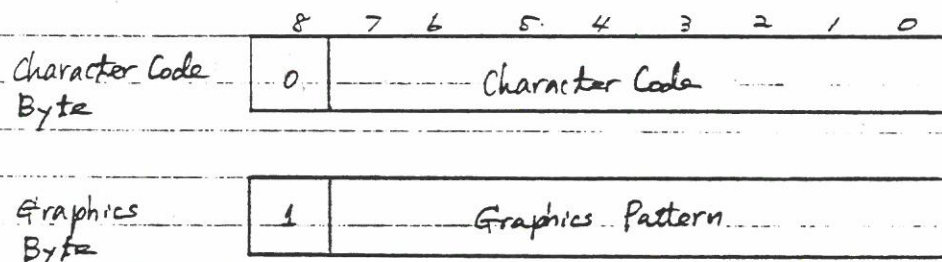 8 7 6 5 4 3 2 1 0
Character Code 0 Character Code
Byte
Graphics 1 Graphics Pattern
Byte